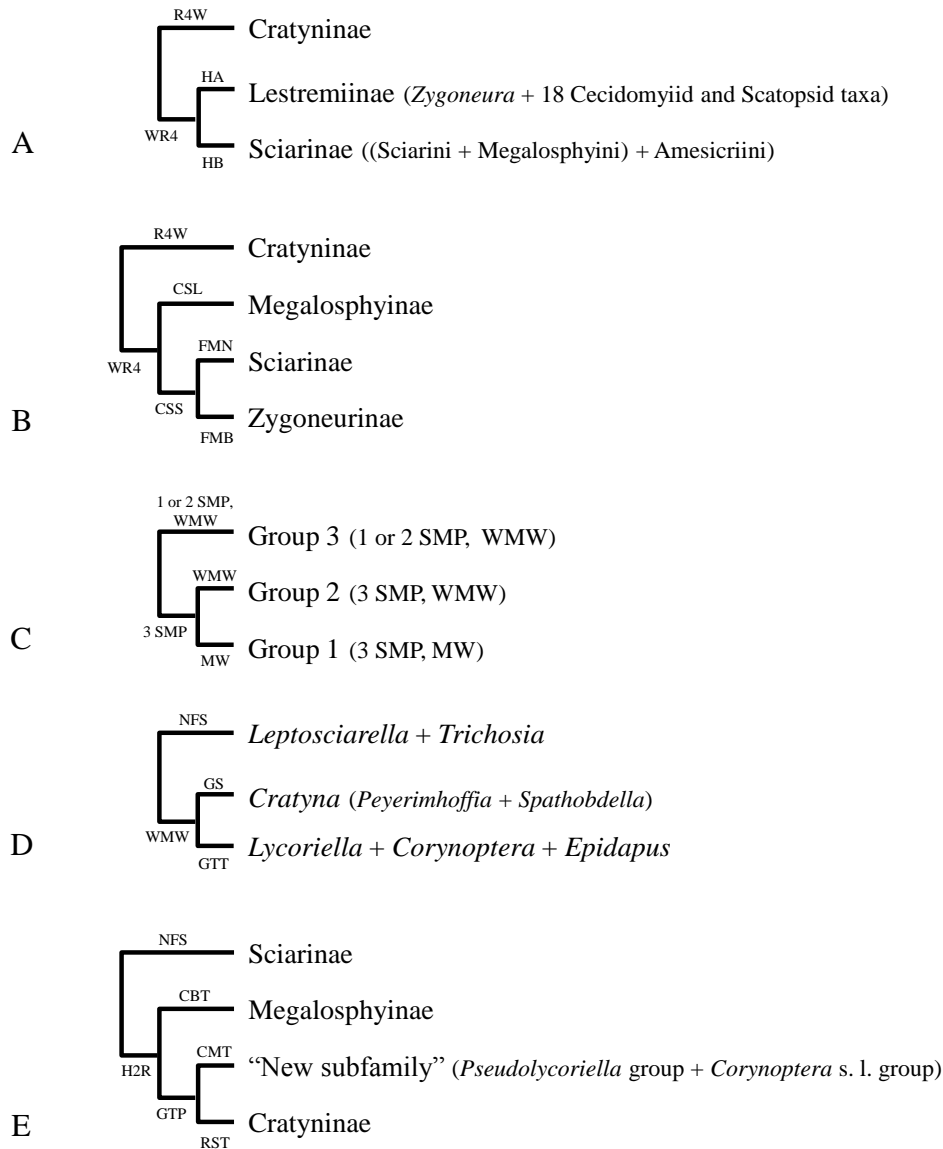 R4W
Cratyninae
HA
Lestremiinae (Zygoneura + 18 Cecidomyiid and Scatopsid taxa)
A
WR4
HB
Sciarinae ((Sciarini + Megalosphyini) + Amesicriini)
R4W
Cratyninae
CSL
Megalosphyinae
WR4
FMN
Sciarinae
B
CSS
FMB
Zygoneurinae
1 or 2 SMP,
WMW
Group 3 (1 or 2 SMP, WMW)
WMW
Group 2 (3 SMP, WMW)
C
3 SMP
MW
Group 1 (3 SMP, MW)
NFS
Leptosciarella + Trichosia
GS
Cratyna (Peyerimhoffia + Spathobdella)
D
WMW
GTT
Lycoriella + Corynoptera + Epidapus
NFS
Sciarinae
CBT
Megalosphyinae
H2R
CMT
“New subfamily” (Pseudolycoriella group + Corynoptera s. l. group)
E
GTP
RST
Cratyninae